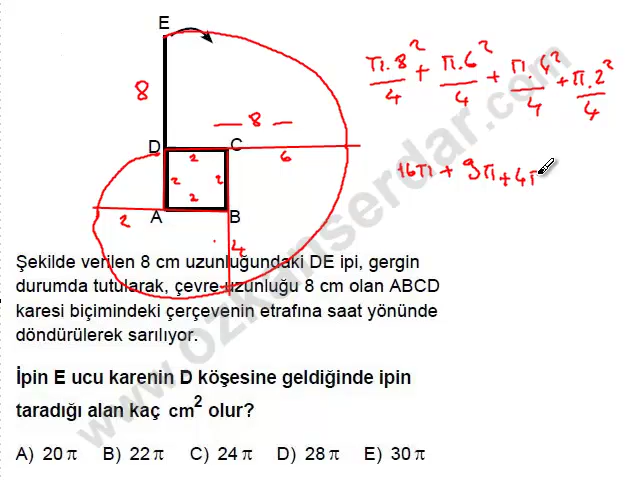 E
8
D
— 8 —
C
2
6
2
2
2
2
A
B
4
π.8²/4 + π.6²/4 + π.4²/4 + π.2²/4
16π + 9π + 4π
www.ozkanserdar.com
Şekilde verilen 8 cm uzunluğundaki DE ipi, gergin
durumda tutularak, çevre uzunluğu 8 cm olan ABCD
karesi biçimindeki çerçevenin etrafına saat yönünde
döndürülerek sarılıyor.
İpin E ucu karenin D köşesine geldiğinde ipin
taradığı alan kaç cm² olur?
A) 20π B) 22π C) 24π D) 28π E) 30π